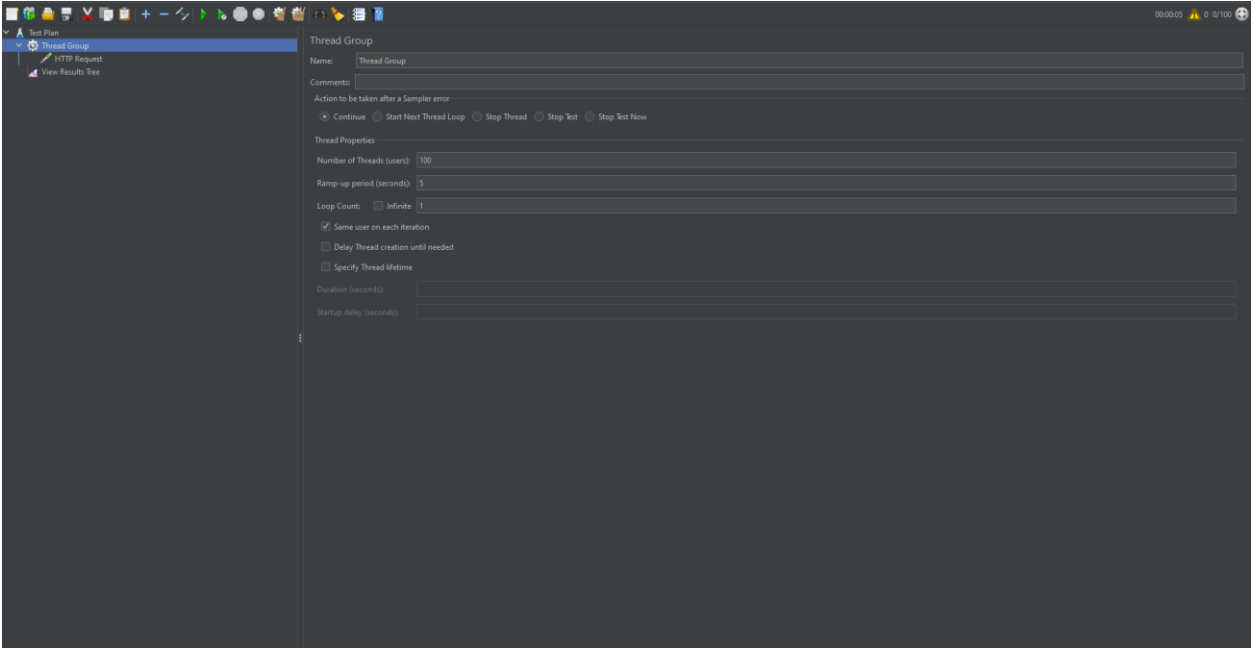 00:00:05 0 0/100
Test Plan
Thread Group
HTTP Request
View Results Tree
Thread Group
Name: Thread Group
Comments:
Action to be taken after a Sampler error
Continue Start Next Thread Loop Stop Thread Stop Test Stop Test Now
Thread Properties
Number of Threads (users): 100
Ramp-up period (seconds): 5
Loop Count: Infinite 1
Same user on each iteration
Delay Thread creation until needed
Specify Thread lifetime
Duration (seconds):
Startup delay (seconds):